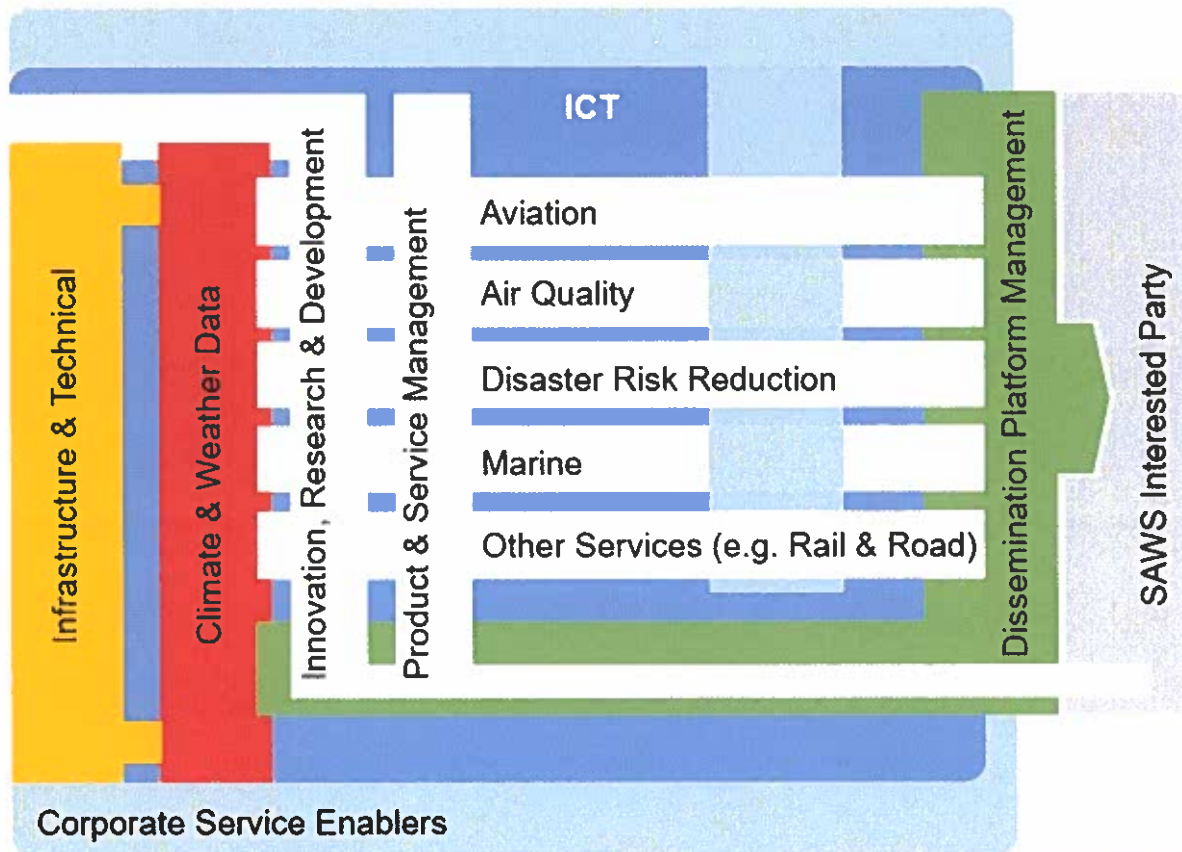 ICT
Infrastructure & Technical
Climate & Weather Data
Innovation, Research & Development
Product & Service Management
Aviation
Air Quality
Disaster Risk Reduction
Marine
Other Services (e.g. Rail & Road)
Dissemination Platform Management
SAWS Interested Party
Corporate Service Enablers